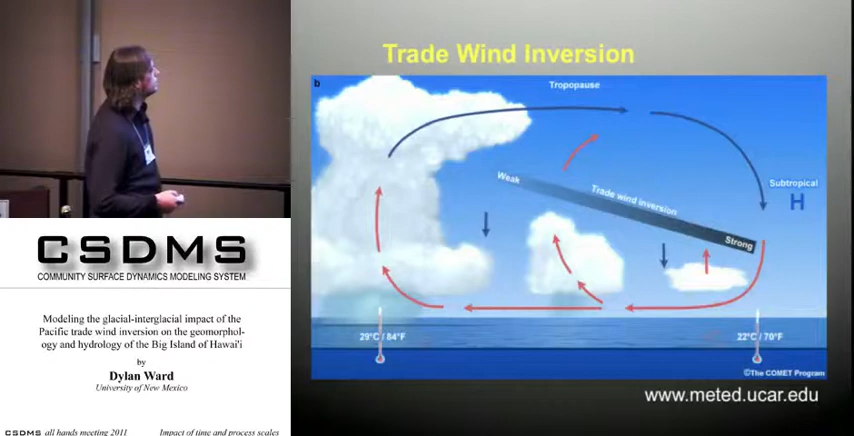 Trade Wind Inversion
b
Tropopause
Weak
Trade wind inversion
Strong
Subtropical
H
29°C / 84°F
22°C / 70°F
©The COMET Program
www.meted.ucar.edu
CSDMS
COMMUNITY SURFACE DYNAMICS MODELING SYSTEM
Modeling the glacial-interglacial impact of the
Pacific trade wind inversion on the geomorphol-
ogy and hydrology of the Big Island of Hawai'i
by
Dylan Ward
University of New Mexico
CSDMS all hands meeting 2011 Impact of time and process scales